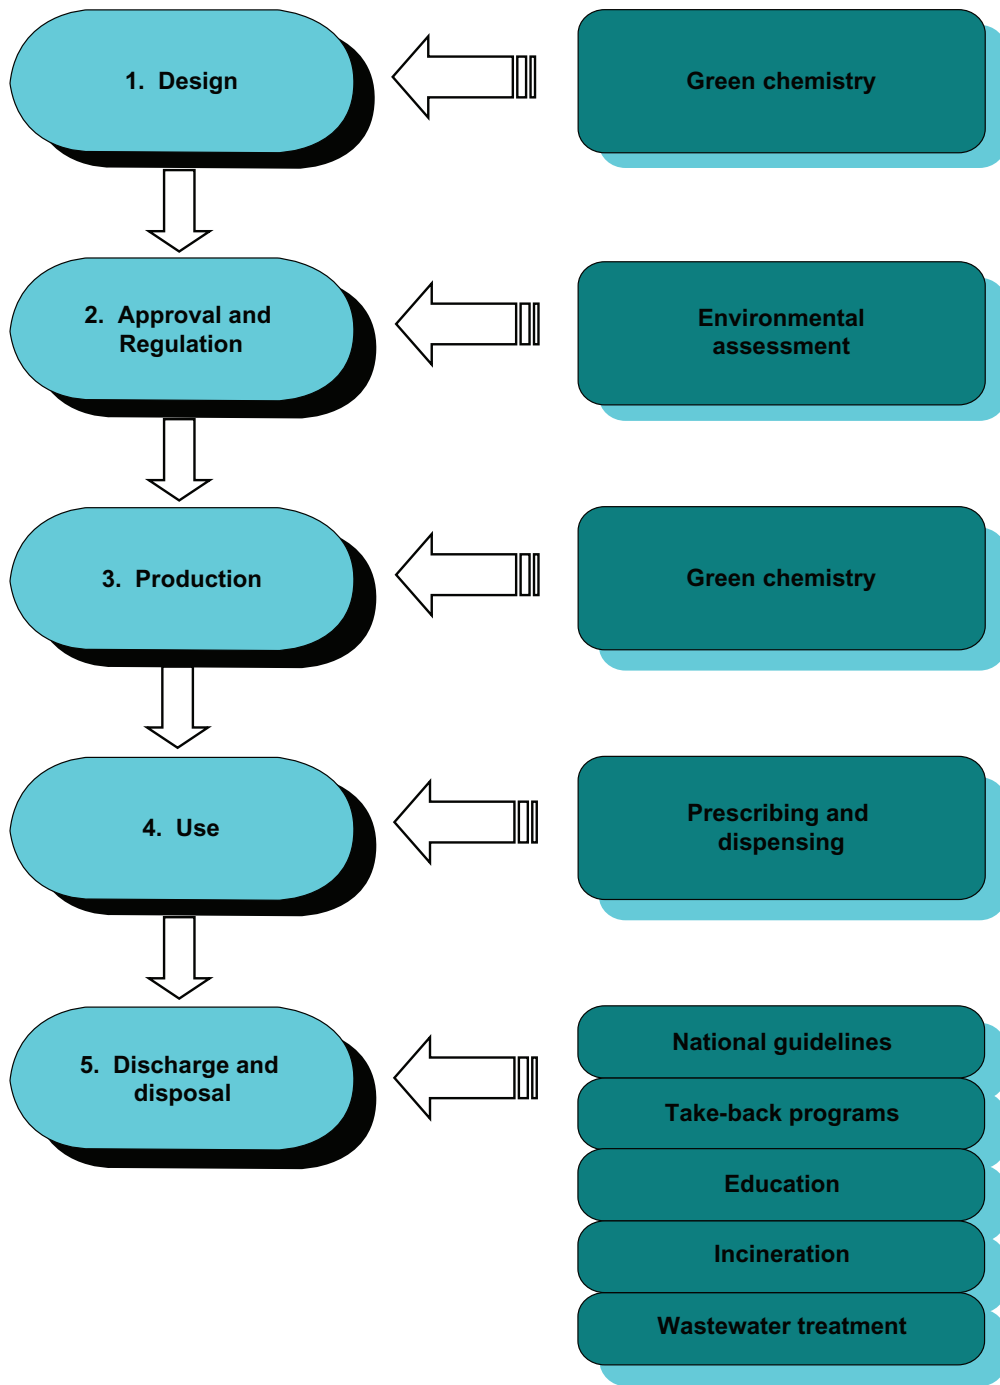 1. Design
Green chemistry
2. Approval and
Regulation
Environmental
assessment
3. Production
Green chemistry
4. Use
Prescribing and
dispensing
5. Discharge and
disposal
National guidelines
Take-back programs
Education
Incineration
Wastewater treatment